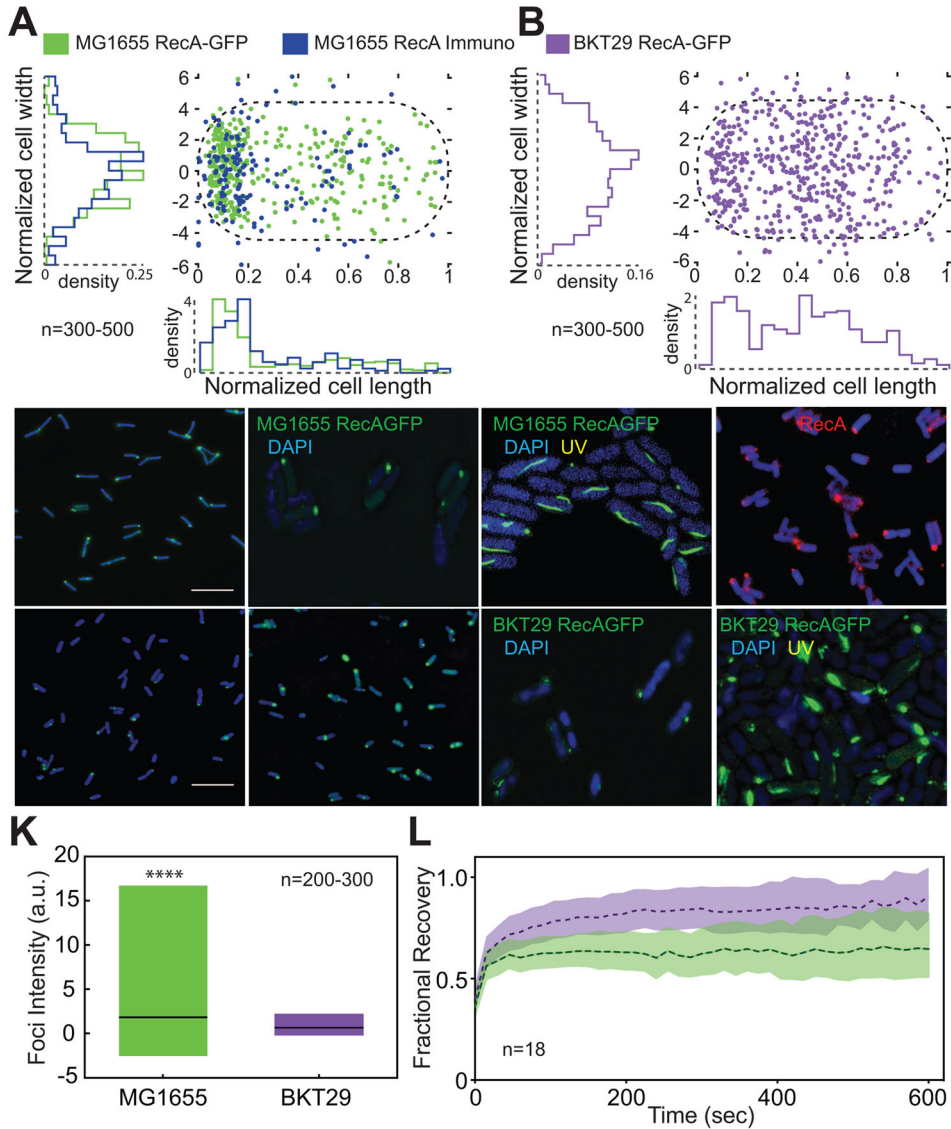 A
B
MG1655 RecA-GFP
MG1655 RecA Immuno
BKT29 RecA-GFP
Normalized cell width
6
4
2
0
-2
-4
-6
0 0.25
density
0 0.2 0.4 0.6 0.8 1
n=300-500
density
4
0
Normalized cell length
Normalized cell width
6
4
2
0
-2
-4
-6
0 0.16
density
0 0.2 0.4 0.6 0.8 1
n=300-500
density
2
0
Normalized cell length
MG1655 RecAGFP
DAPI
MG1655 RecAGFP
DAPI UV
RecA
BKT29 RecAGFP
DAPI
BKT29 RecAGFP
DAPI UV
K
Foci Intensity (a.u.)
20
15
10
5
0
-5
****
n=200-300
MG1655 BKT29
L
Fractional Recovery
1.0
0.5
0
n=18
0 200 400 600
Time (sec)